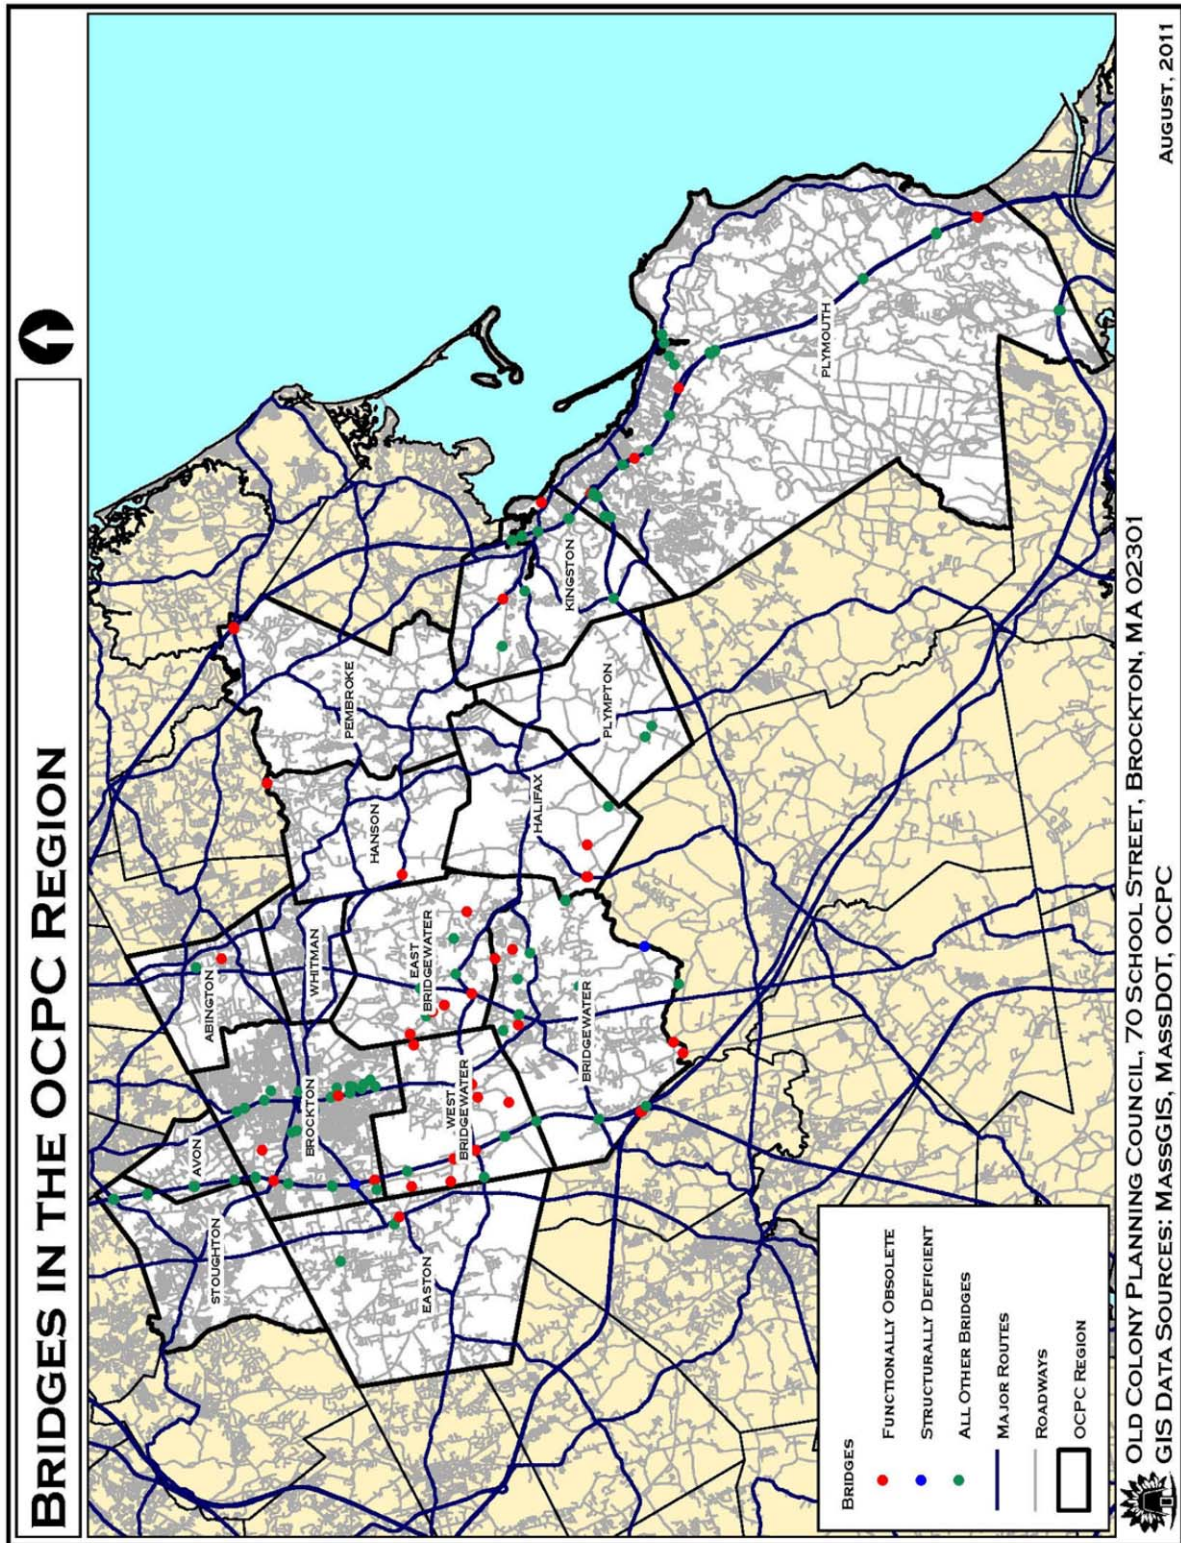 BRIDGES IN THE OCPC REGION
STOUGHTON
AVON
ABINGTON
BROCKTON
WHITMAN
EASTON
WEST
BRIDGEWATER
EAST
BRIDGEWATER
HANSON
PEMBROKE
BRIDGEWATER
HALIFAX
PLYMPTON
KINGSTON
PLYMOUTH
BRIDGES
FUNCTIONALLY OBSOLETE
STRUCTURALLY DEFICIENT
ALL OTHER BRIDGES
MAJOR ROUTES
ROADWAYS
OCPC REGION
OLD COLONY PLANNING COUNCIL, 70 SCHOOL STREET, BROCKTON, MA 02301
GIS DATA SOURCES: MASSGIS, MASSDOT, OCPC
AUGUST, 2011